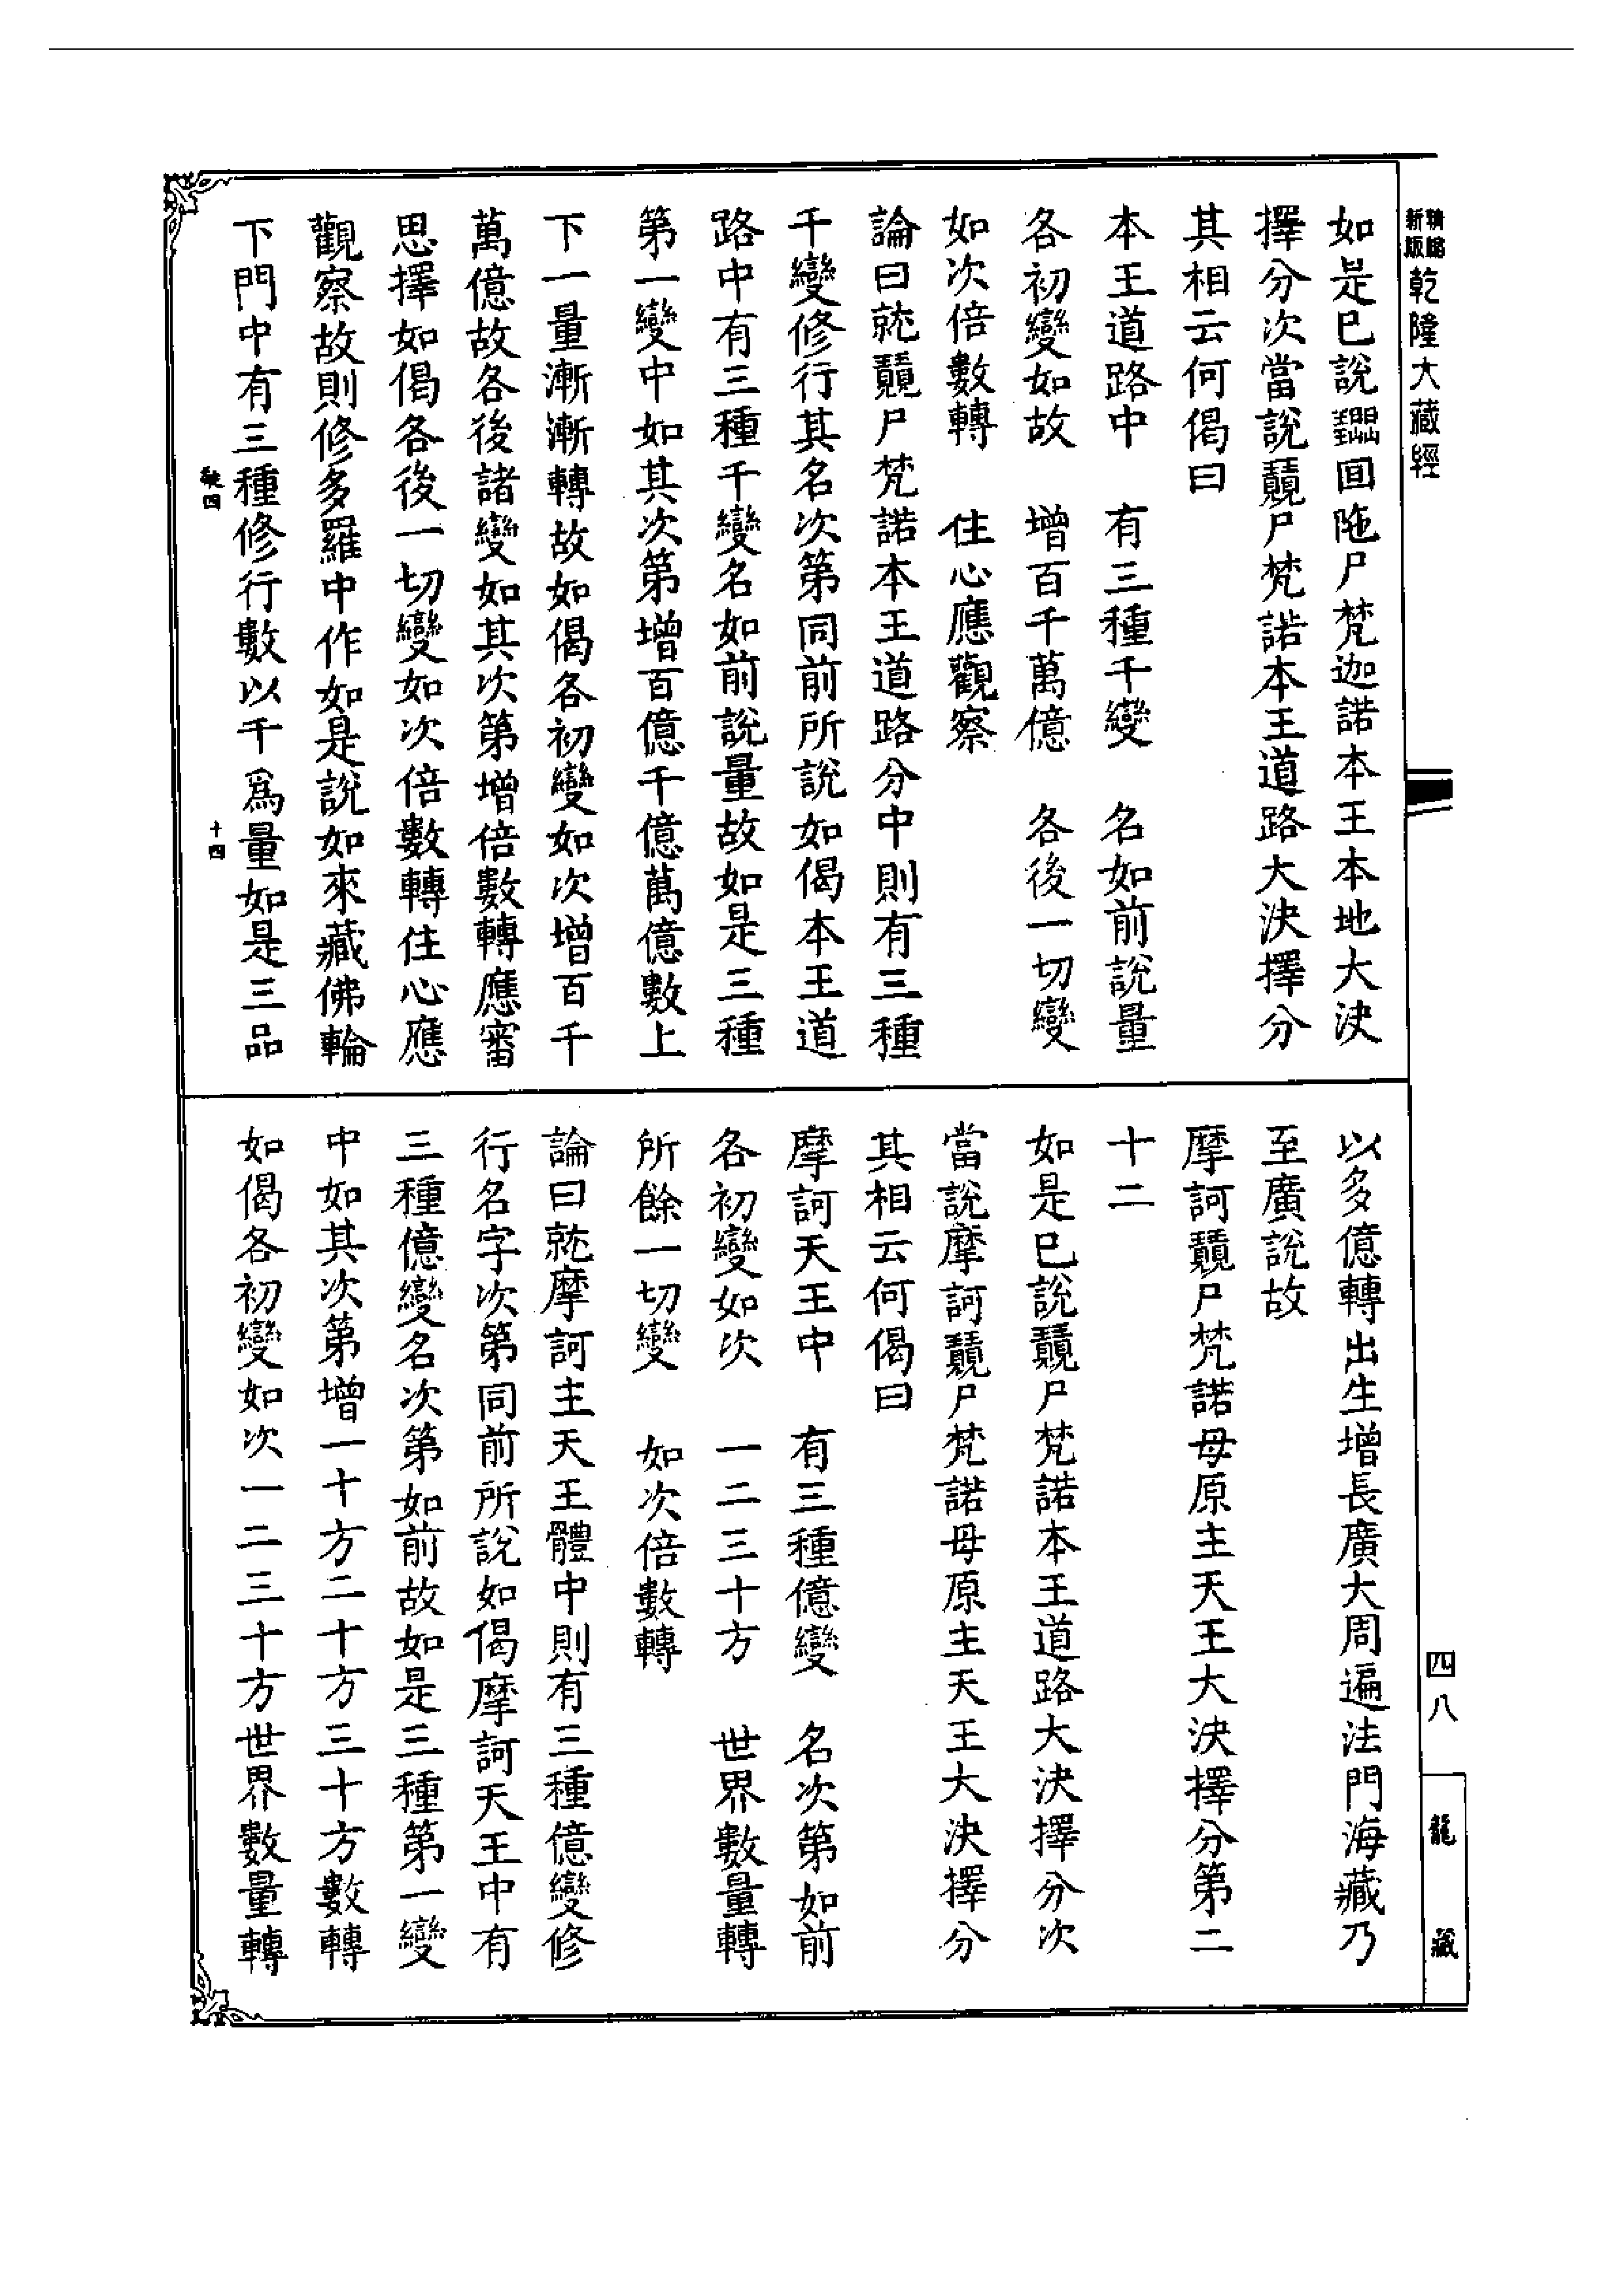 新版
精縮
乾隆大藏經
如是已說𨷲回陁尸梵迦諾本王本地大決
擇分次當說𧡟尸梵諾本王道路大決擇分
其相云何偈曰
本王道路中 有三種千變 名如前說量
各初變如故 增百千萬億 各後一切變
如次倍數轉 住心應觀察
論曰就尸梵諾本王道路分中則有三種
千變修行其名次第同前所說如偈本王道
路中有三種千變名如前說量故如是三種
第一變中如其次第增百億千億萬億數上
下一量漸漸轉故如偈各初變如次增百千
萬億故各後諸變如其次第增倍數轉應審
思擇如偈各後一切變如次倍數轉住心應
觀察故則修多羅中作如是說如來藏佛輪
下門中有三種修行數以千爲量如是三品
十四
以多億轉出生增長廣大周遍法門海藏乃
至廣說故
摩訶尸梵諾母原主天王大決擇分第二
十二
如是已說尸梵諾本王道路大決擇分次
當說摩訶尸梵諾母原主天王大決擇分
其相云何偈曰
摩訶天王中 有三種億變 名次第如前
各初變如次 一二三十方 世界數量轉
所餘一切變 如次倍數轉
論曰就摩訶主天王體中則有三種億變修
行名字次第同前所說如偈摩訶天王中有
三種億變名次第如前故如是三種第一變
中如其次第增一十方二十方三十方數轉
如偈各初變如次一二三十方世界數量轉
四八
龍藏